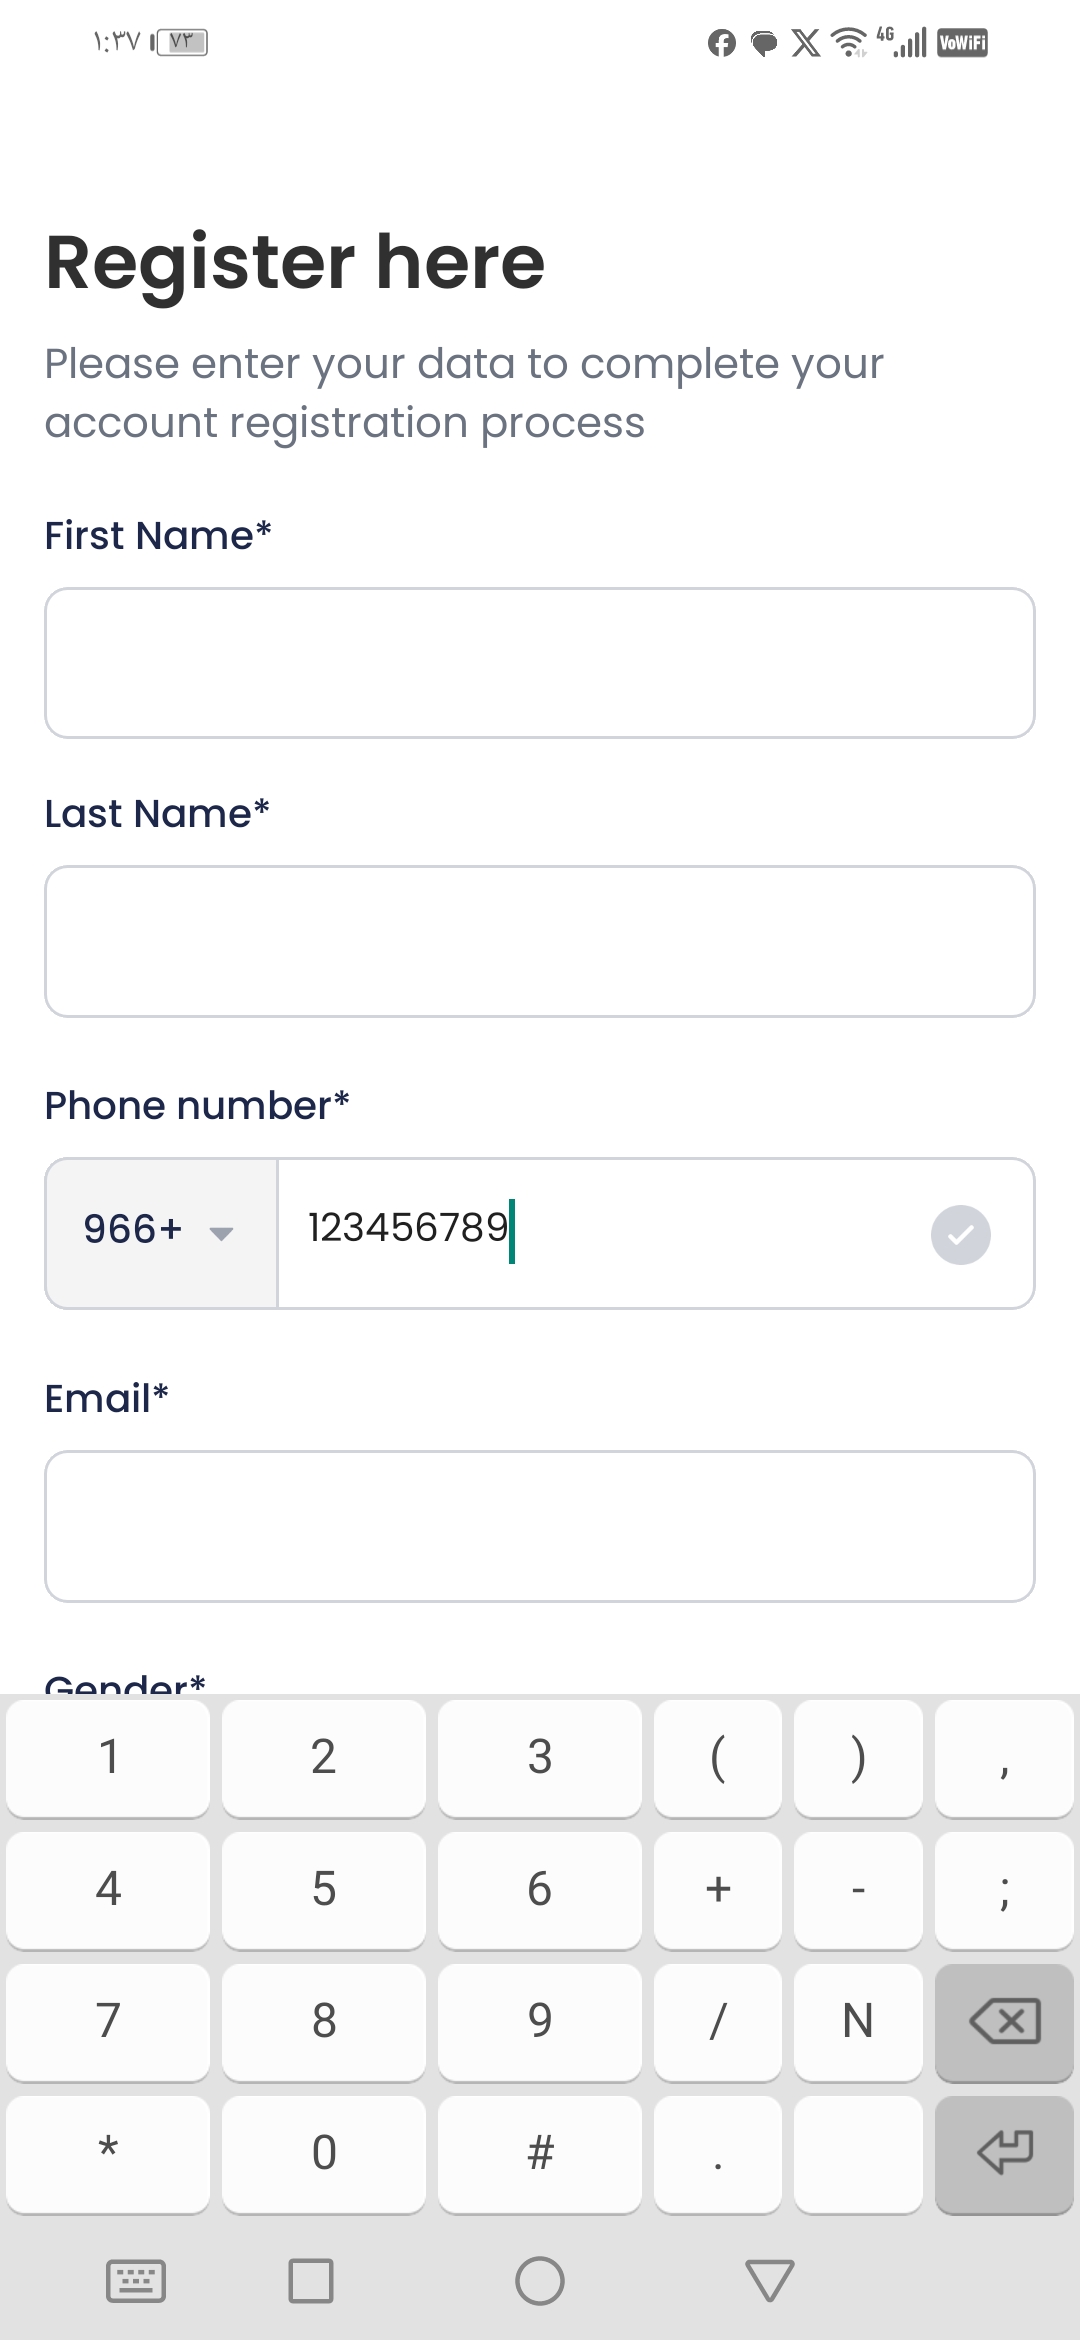 ١:٣٧ ٧٣ 4G VoWiFi
Register here
Please enter your data to complete your
account registration process
First Name*
Last Name*
Phone number*
966+ 123456789
Email*
Gender*
1 2 3 ( ) ,
4 5 6 + - ;
7 8 9 / N
* 0 # .